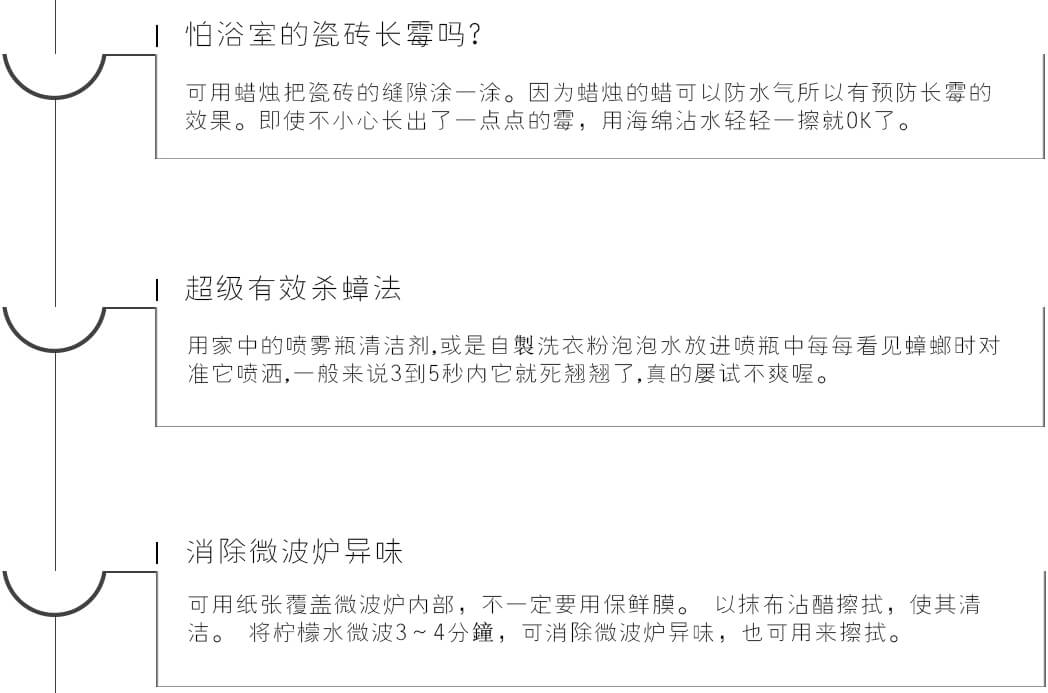 怕浴室的瓷砖长霉吗?
可用蜡烛把瓷砖的缝隙涂一涂。因为蜡烛的蜡可以防水气所以有预防长霉的
效果。即使不小心长出了一点点的霉，用海绵沾水轻轻一擦就OK了。
超级有效杀蟑法
用家中的喷雾瓶清洁剂,或是自製洗衣粉泡泡水放进喷瓶中每每看见蟑螂时对
准它喷洒,一般来说3到5秒内它就死翘翘了,真的屡试不爽喔。
消除微波炉异味
可用纸张覆盖微波炉内部，不一定要用保鲜膜。 以抹布沾醋擦拭，使其清
洁。 将柠檬水微波3～4分鐘，可消除微波炉异味，也可用来擦拭。